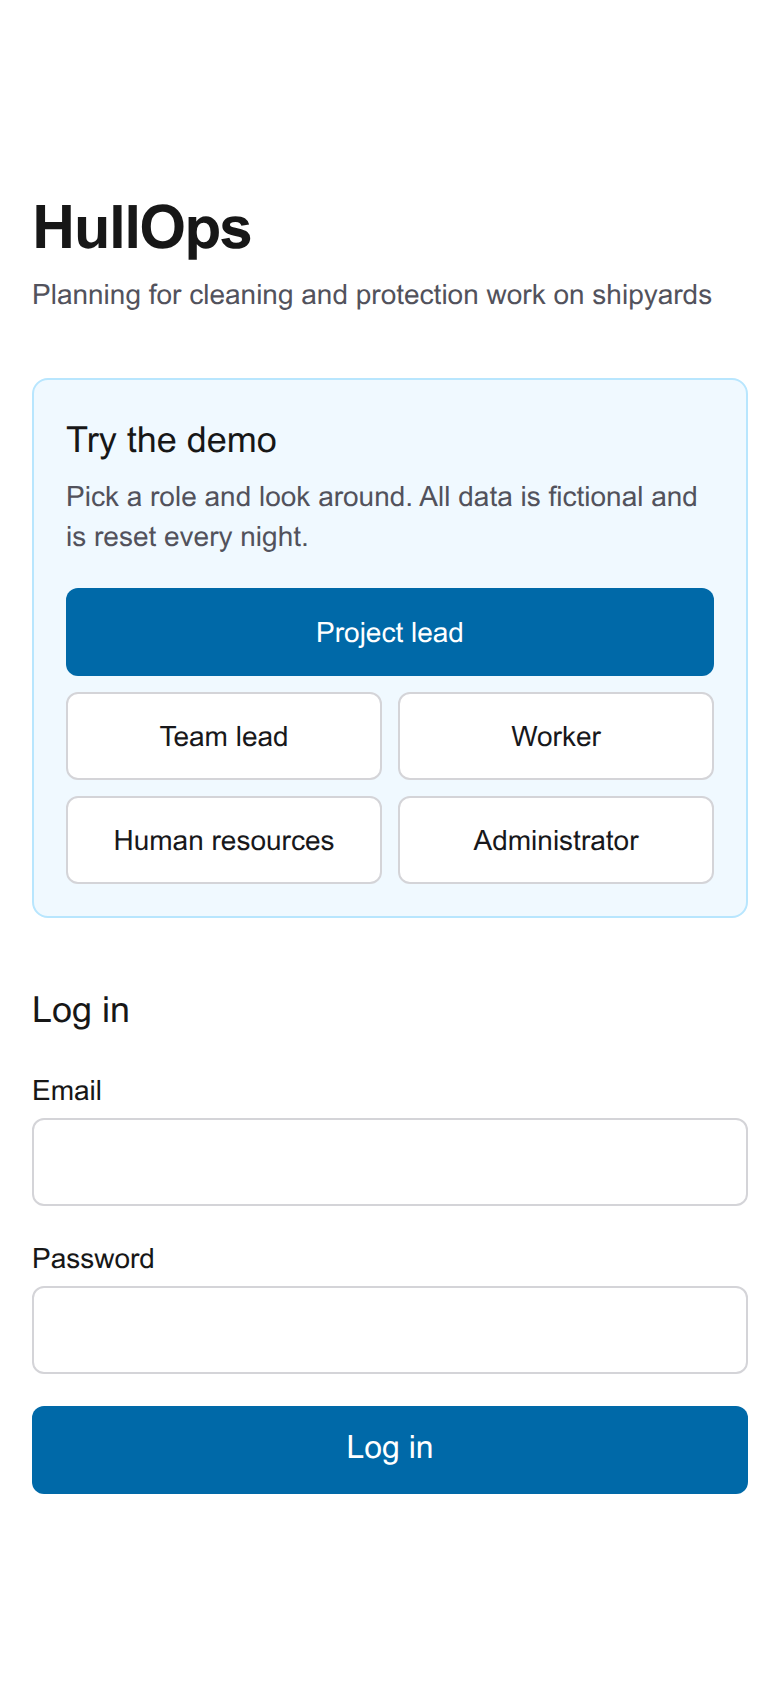 HullOps
Planning for cleaning and protection work on shipyards
Try the demo
Pick a role and look around. All data is fictional and
is reset every night.
Project lead
Team lead
Worker
Human resources
Administrator
Log in
Email
Password
Log in